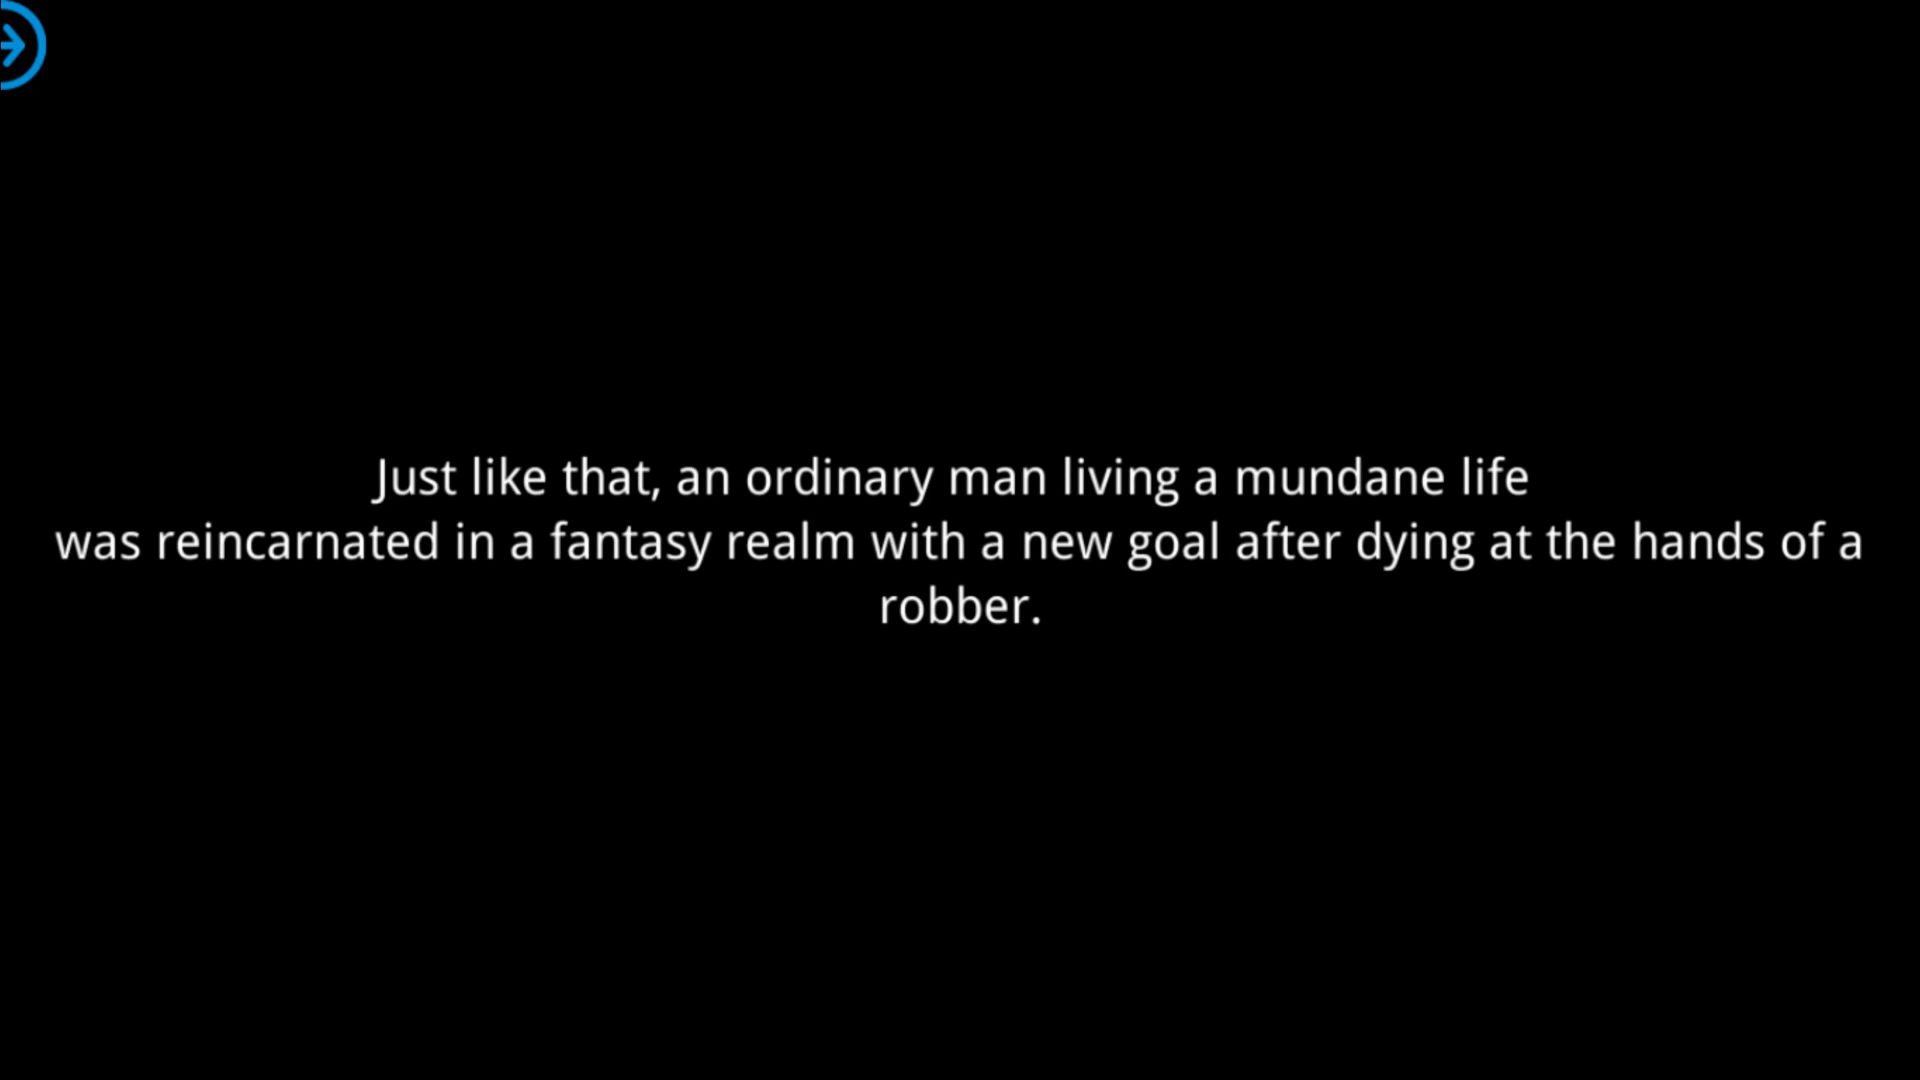 Just like that, an ordinary man living a mundane life
was reincarnated in a fantasy realm with a new goal after dying at the hands of a
robber.